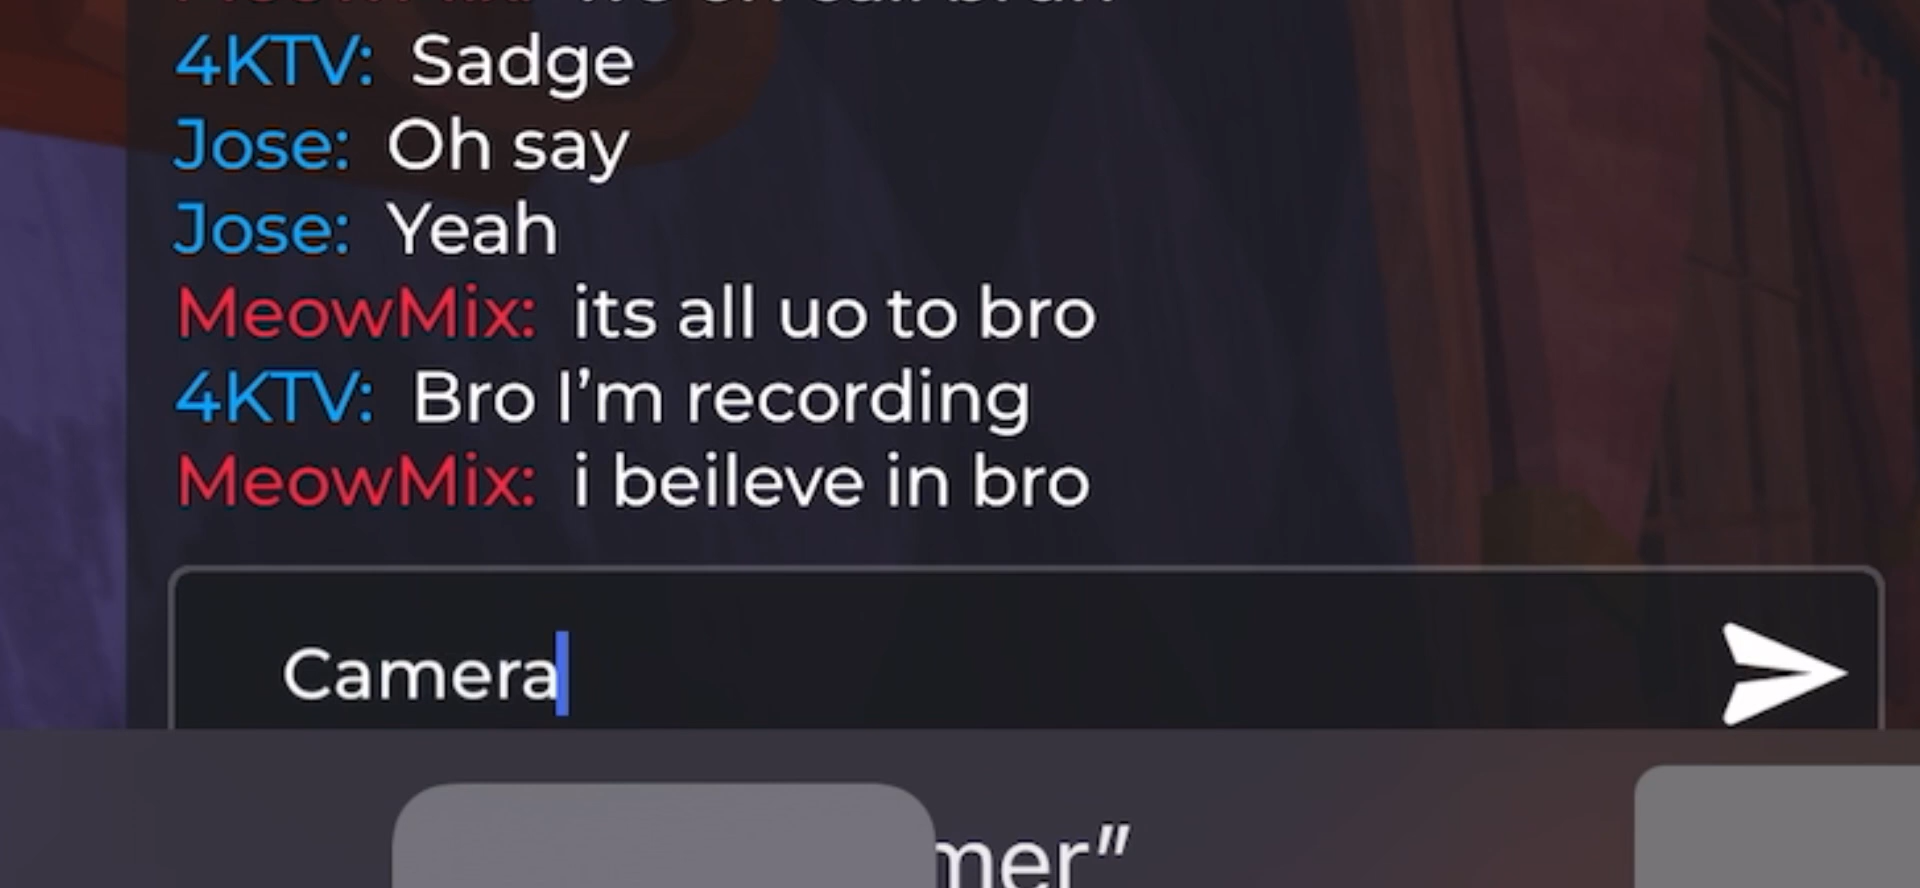 4KTV: Sadge
Jose: Oh say
Jose: Yeah
MeowMix: its all uo to bro
4KTV: Bro I’m recording
MeowMix: i beileve in bro
Camera